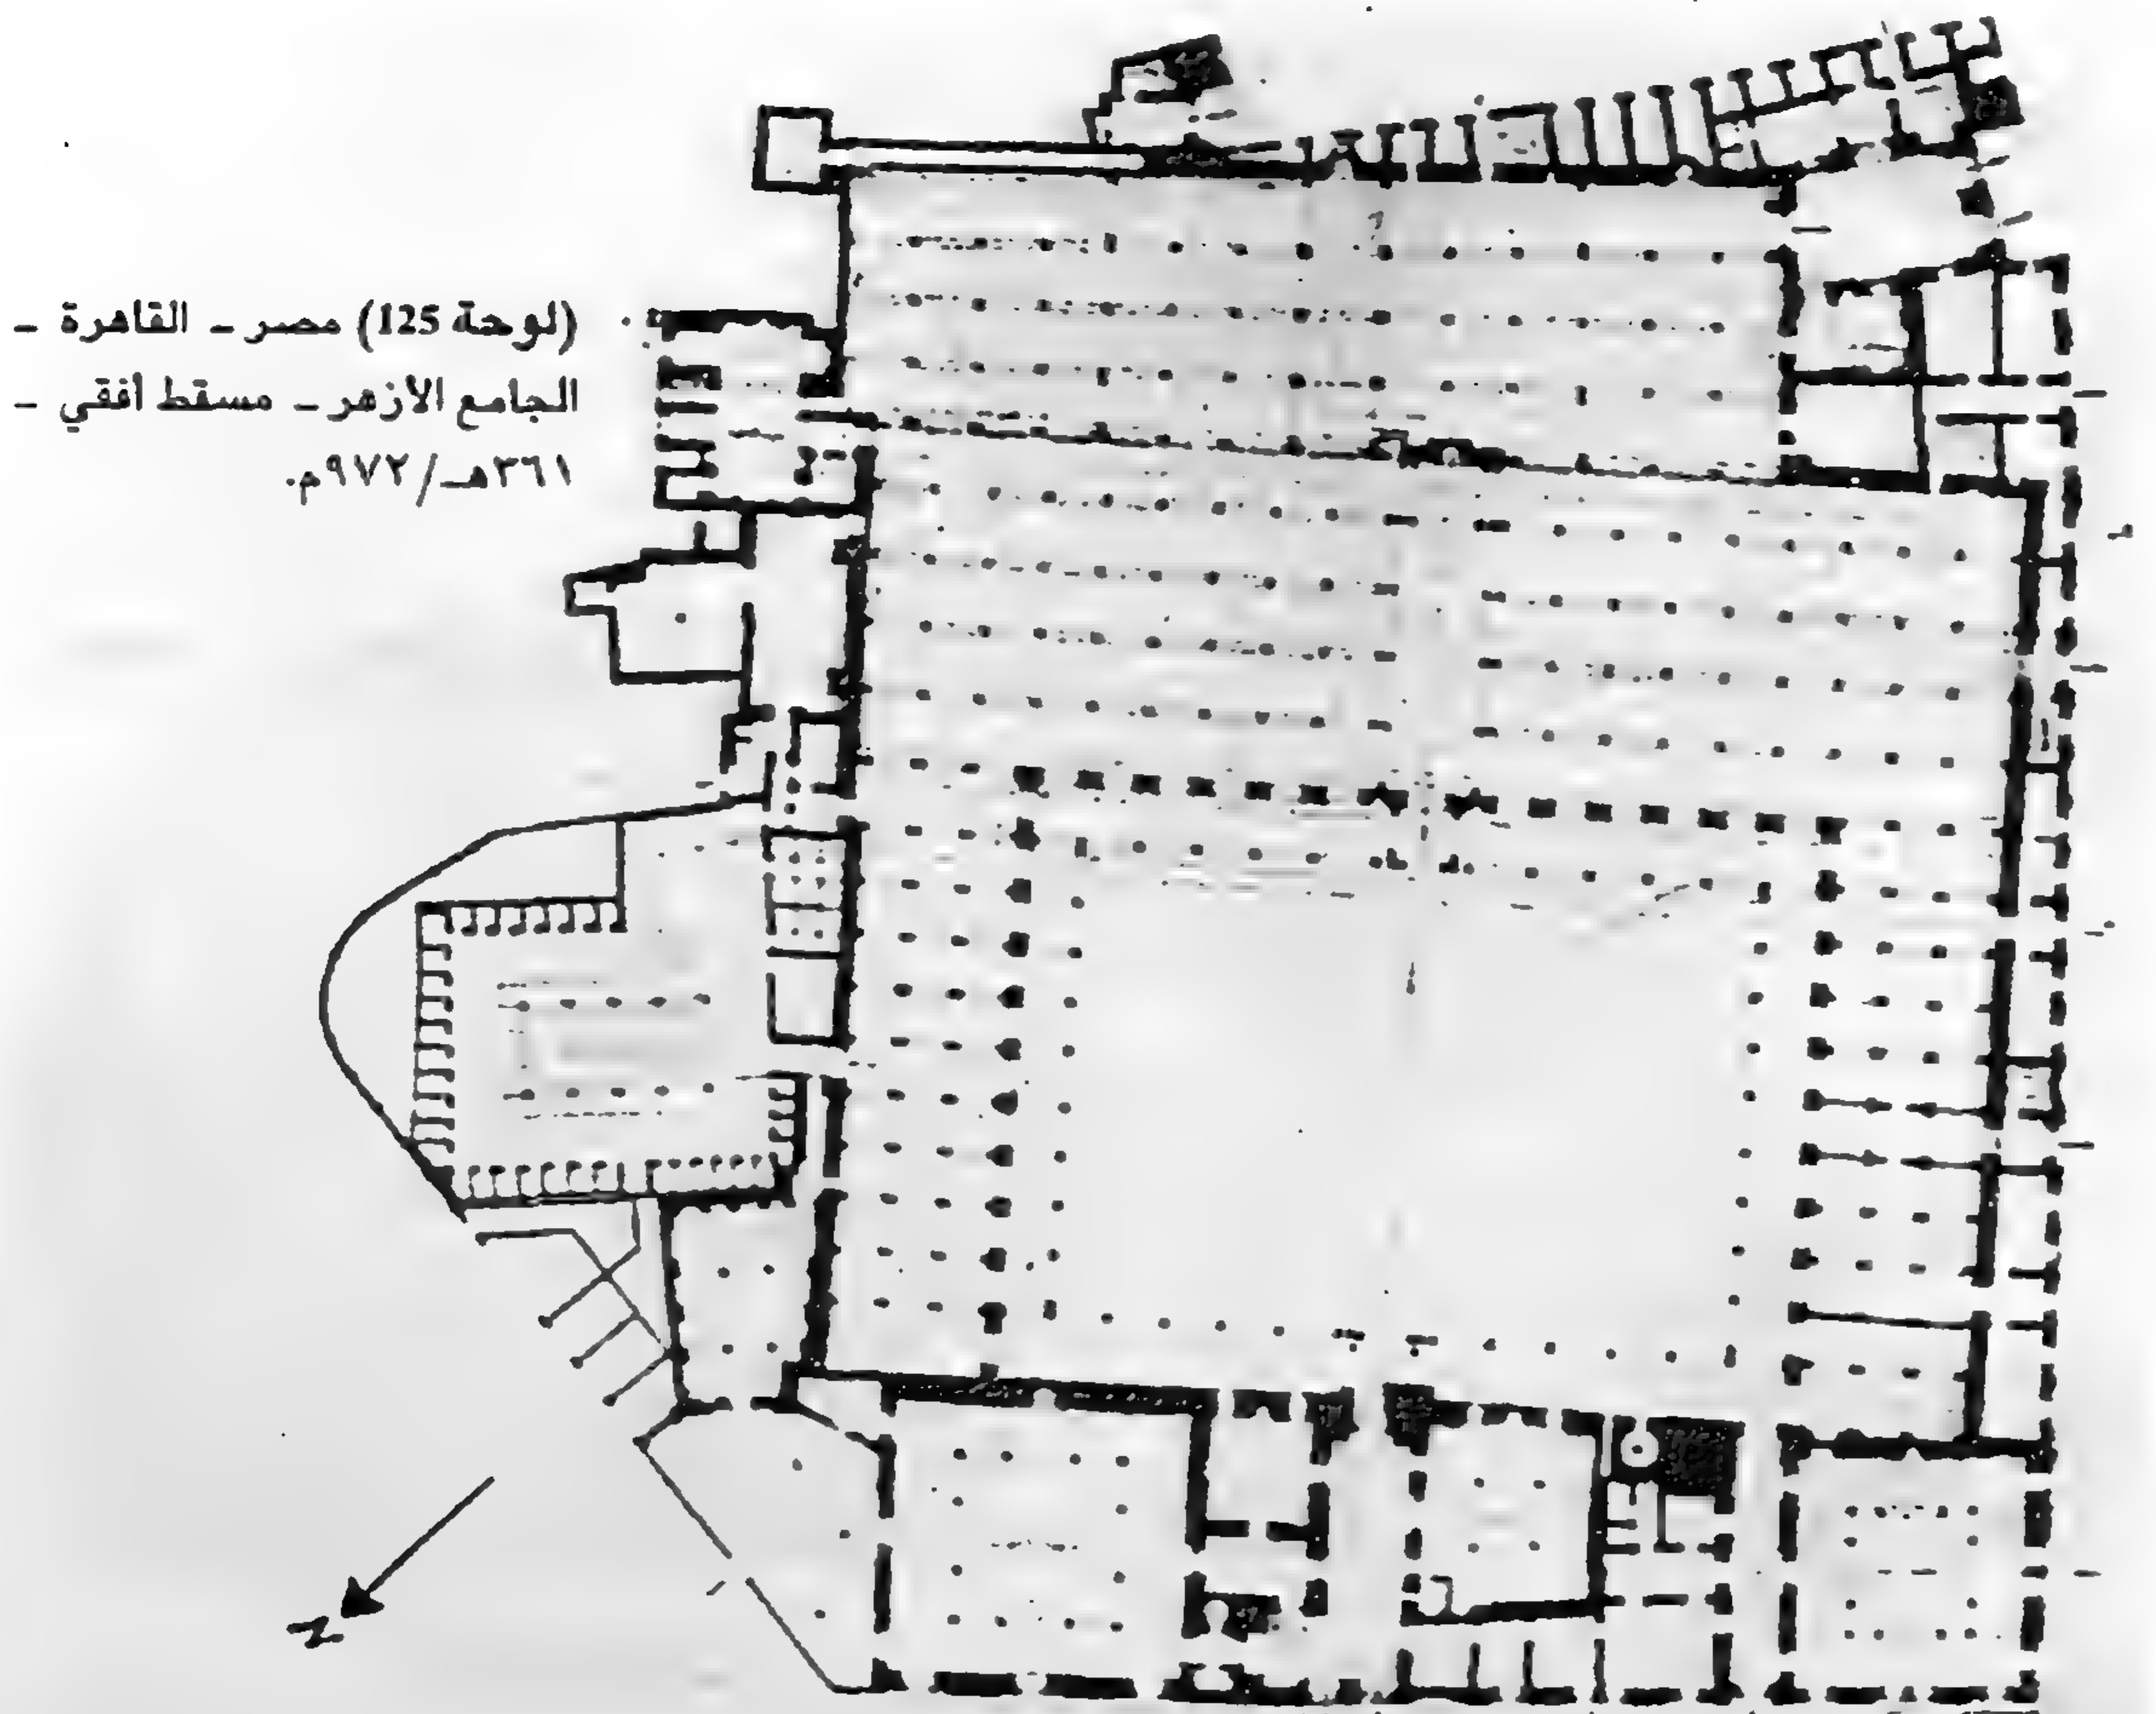 (لوحة 125) مصر - القاهرة -
الجامع الأزهر - مسقط أفقي -
٣٦١هـ/٩٧٢م.
N